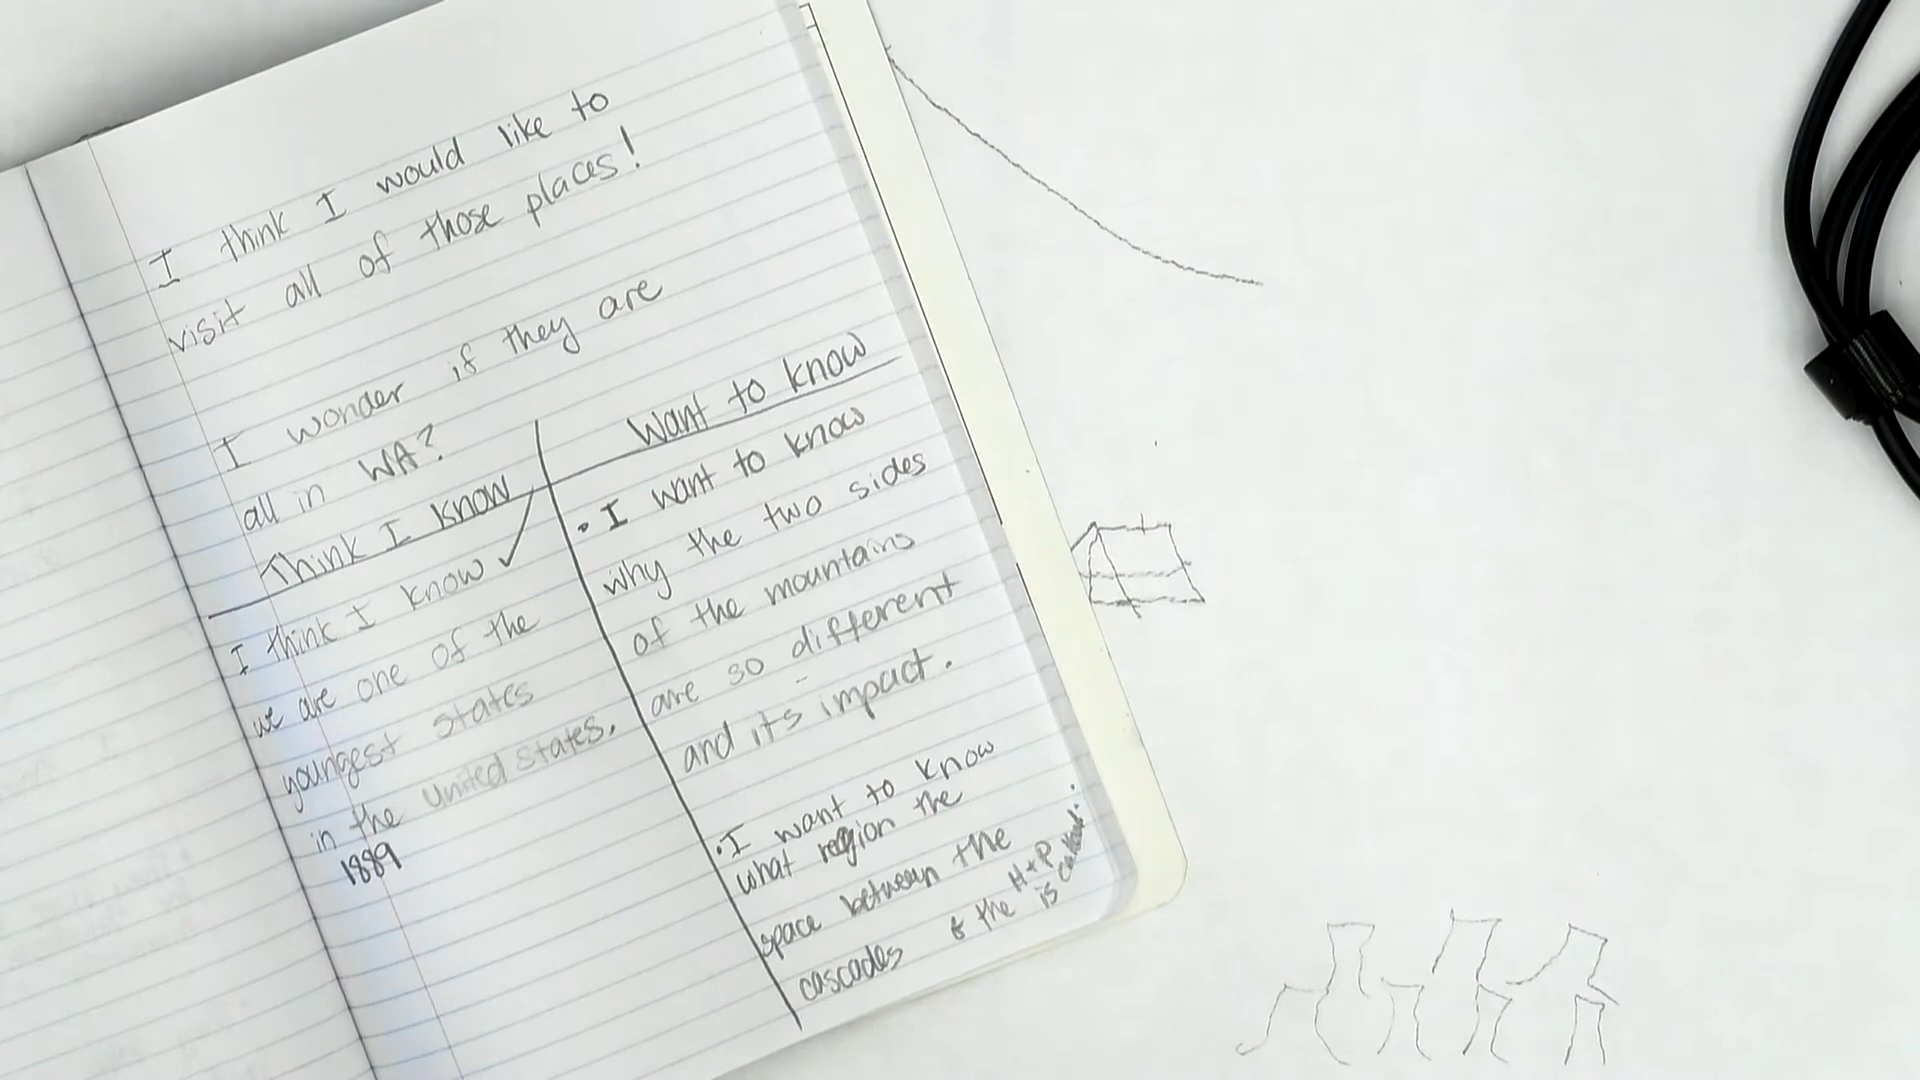 I think I would like to
visit all of those places!
I wonder if they are
all in WA?
Think I know
I think I know ✓
we are one of the
youngest states
in the United States.
1889
Want to know
• I want to know
why the two sides
of the mountains
are so different
and its impact.
• I want to know
what region the
space between the
cascades & the H+P
is called.